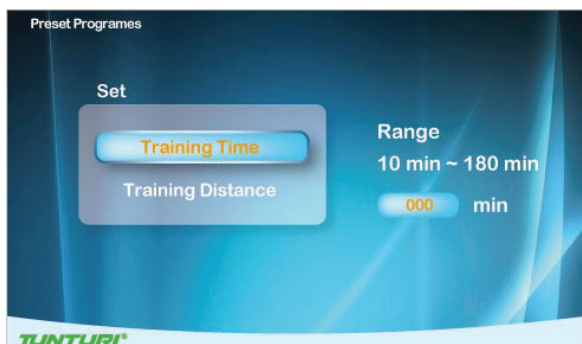 Preset Programes
Set
Training Time
Training Distance
Range
10 min ~ 180 min
000 min
TUNTURI®